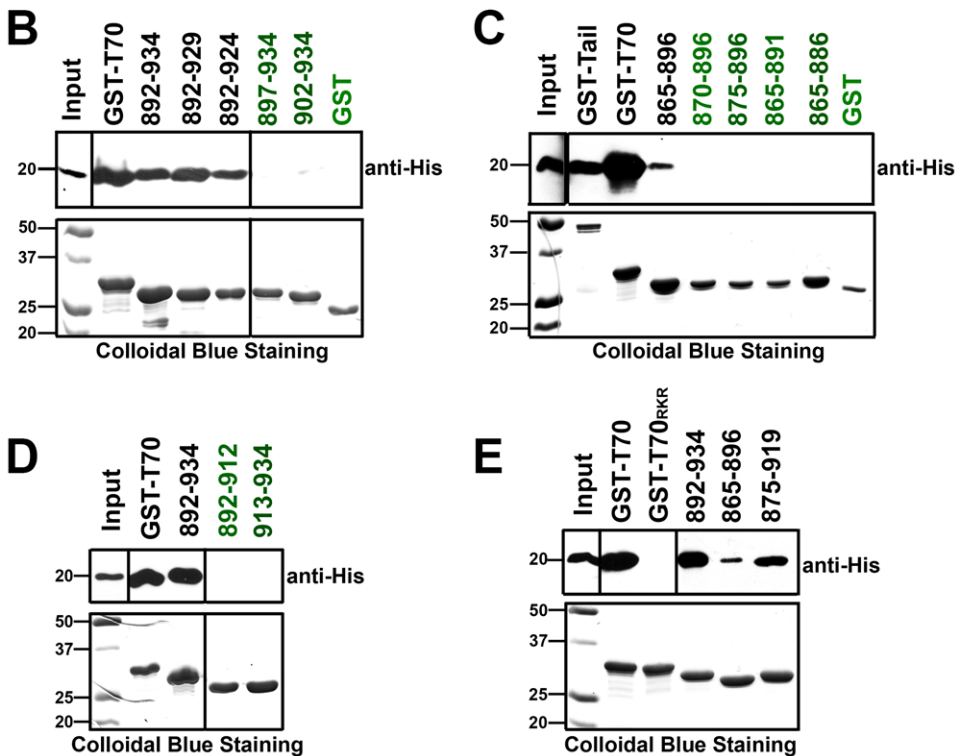 B
Input
GST-T70
892-934
892-929
892-924
897-934
902-934
GST
20
anti-His
50
37
25
20
Colloidal Blue Staining
C
Input
GST-Tail
GST-T70
865-896
870-896
875-896
865-891
865-886
GST
20
anti-His
50
37
25
20
Colloidal Blue Staining
D
Input
GST-T70
892-934
892-912
913-934
20
anti-His
50
37
25
20
Colloidal Blue Staining
E
Input
GST-T70
GST-T70RKR
892-934
865-896
875-919
20
anti-His
50
37
25
20
Colloidal Blue Staining